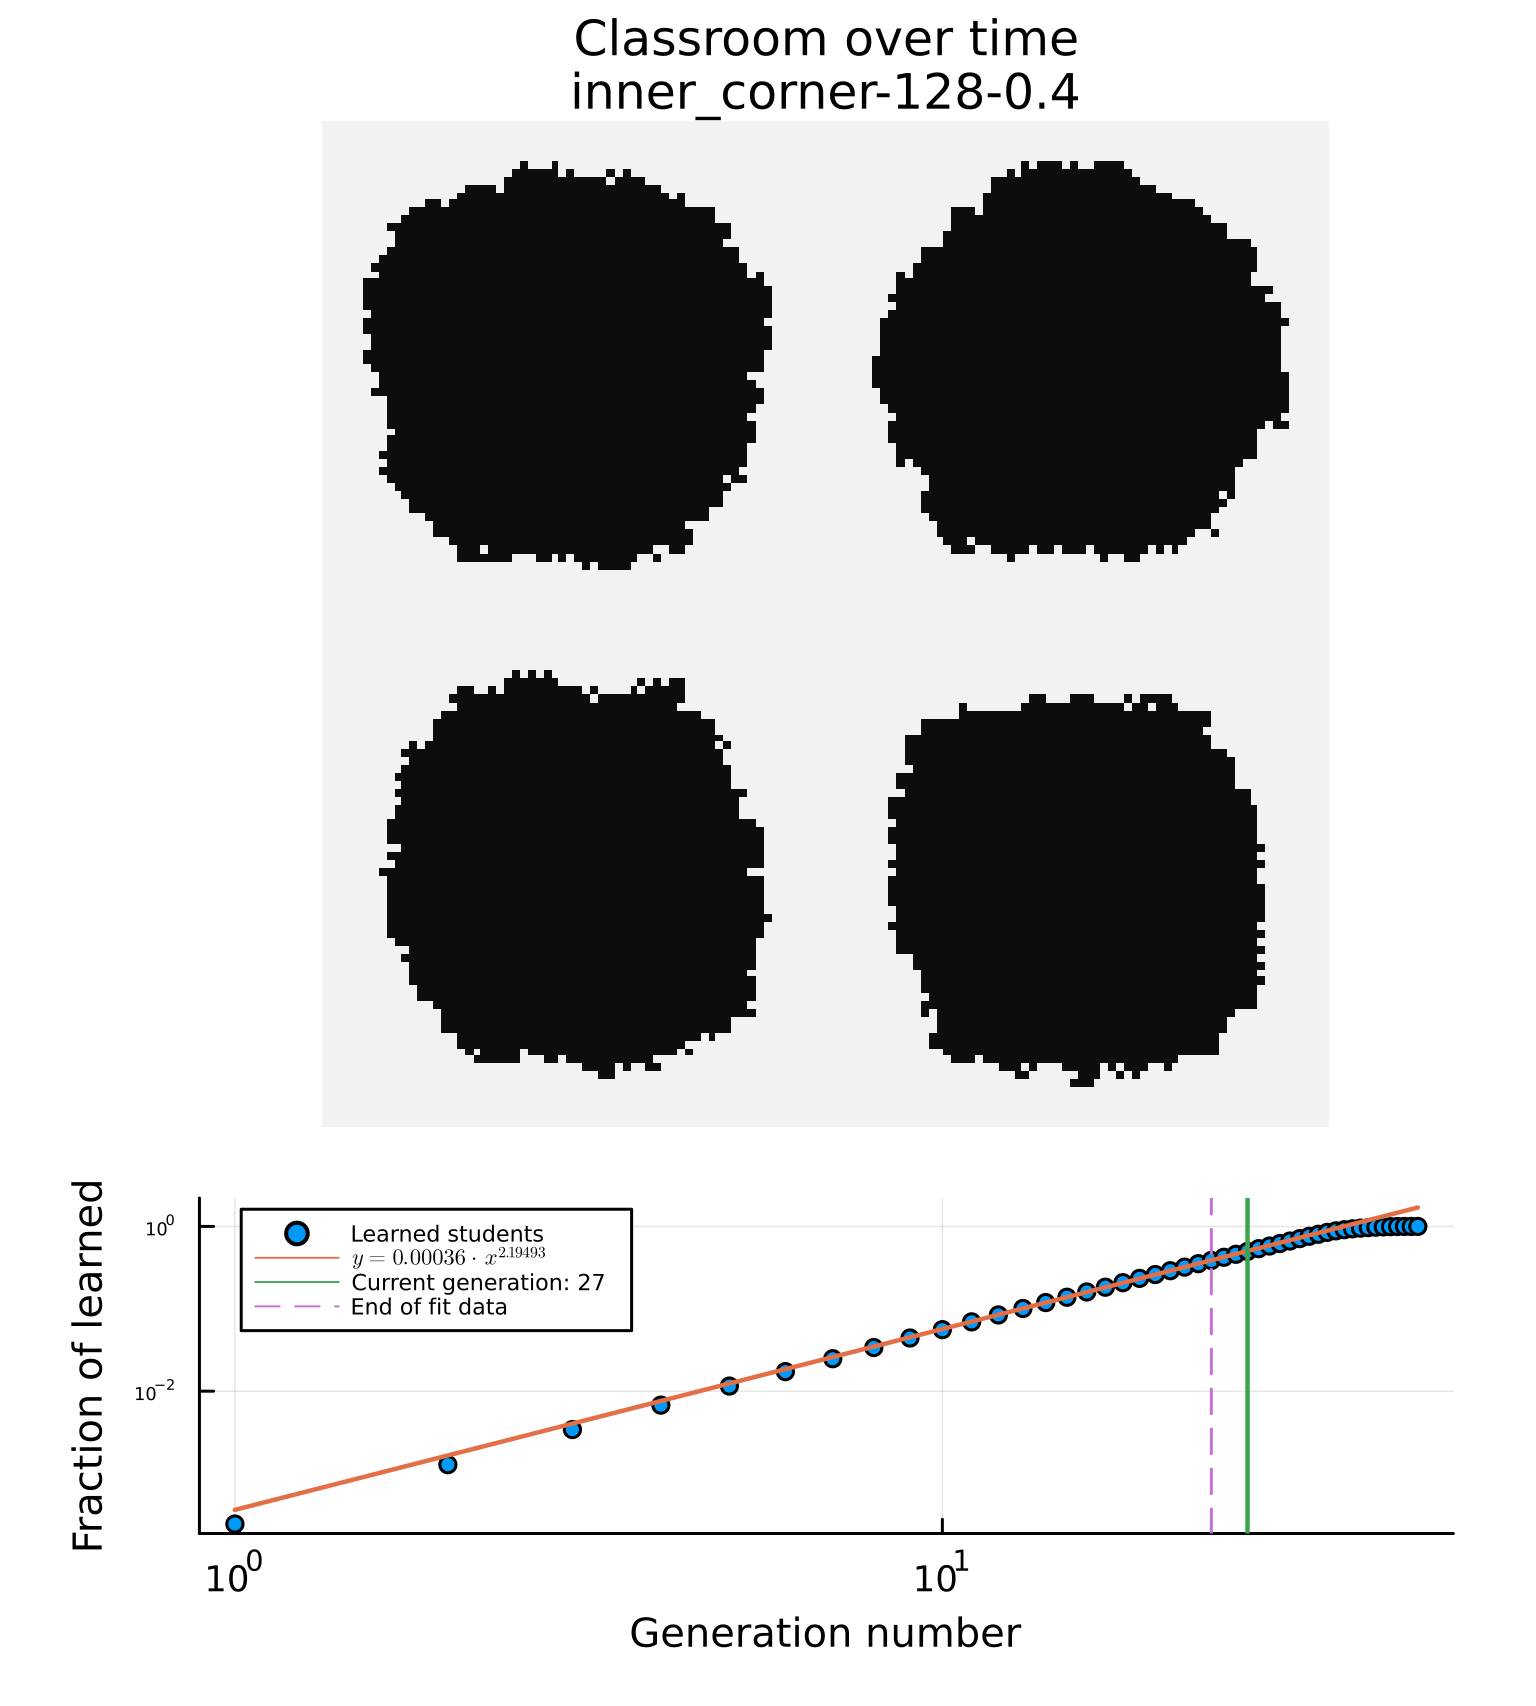 Classroom over time
inner_corner-128-0.4
Fraction of learned
10^0
10^−2
Learned students
y = 0.00036 · x^2.19493
Current generation: 27
End of fit data
10^0
10^1
Generation number